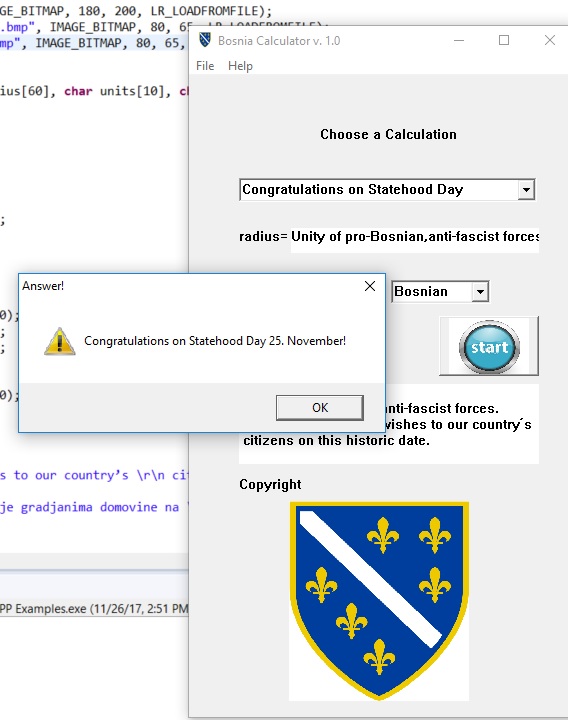 GE_BITMAP, 180, 200, LR_LOADFROMFILE);
.bmp", IMAGE_BITMAP, 80, 65, LR_LOADFROMFILE);
mp", IMAGE_BITMAP, 80, 65,
Bosnia Calculator v. 1.0
File Help
ius[60], char units[10], ch
Choose a Calculation
Congratulations on Statehood Day
;
radius= Unity of pro-Bosnian,anti-fascist forces
Answer!
Bosnian
0);
;
;
Congratulations on Statehood Day 25. November!
start
0);
OK
anti-fascist forces.
wishes to our country´s
citizens on this historic date.
s to our country’s \r\n cit
Copyright
je gradjanima domovine na
PP Examples.exe (11/26/17, 2:51 PM